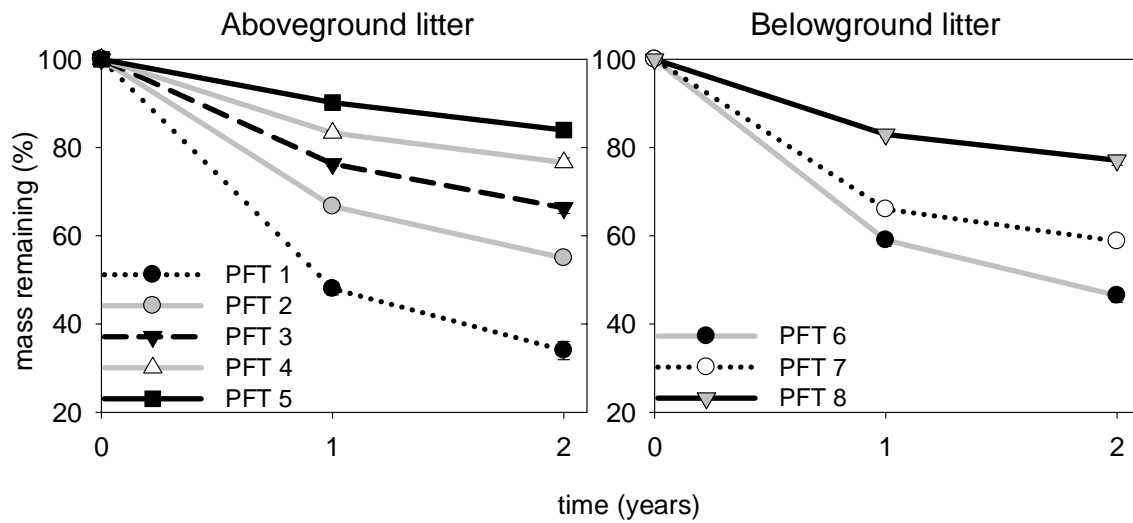 Aboveground litter
Belowground litter
mass remaining (%)
100
80
60
40
20
PFT 1
PFT 2
PFT 3
PFT 4
PFT 5
0
1
2
100
80
60
40
20
PFT 6
PFT 7
PFT 8
0
1
2
time (years)